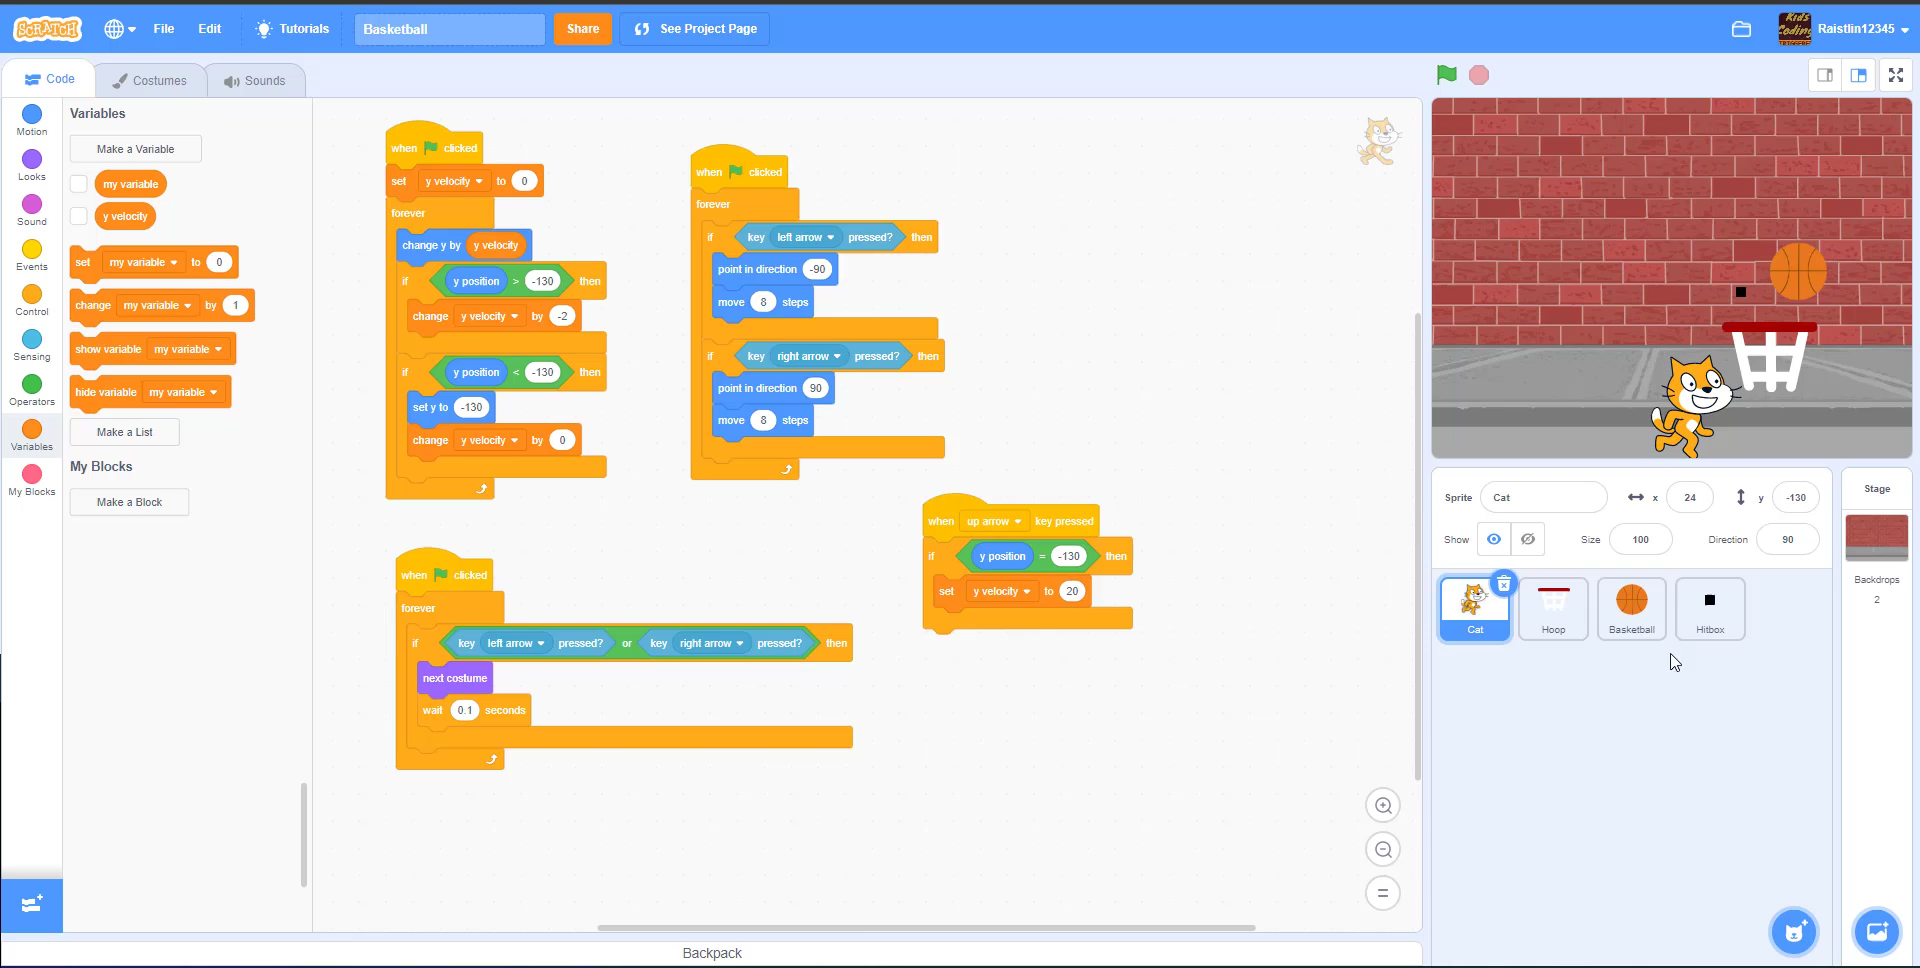 SCRATCH
File
Edit
Tutorials
Basketball
Share
See Project Page
Kids Coding
Raistlin12345
Code
Costumes
Sounds
Motion
Looks
Sound
Events
Control
Sensing
Operators
Variables
My Blocks
Variables
Make a Variable
my variable
y velocity
set my variable to 0
change my variable by 1
show variable my variable
hide variable my variable
Make a List
My Blocks
Make a Block
when clicked
set y velocity to 0
forever
change y by y velocity
if y position > -130 then
change y velocity by -2
if y position < -130 then
set y to -130
change y velocity by 0
when clicked
forever
if key left arrow pressed? then
point in direction -90
move 8 steps
if key right arrow pressed? then
point in direction 90
move 8 steps
when up arrow key pressed
if y position = -130 then
set y velocity to 20
when clicked
forever
if key left arrow pressed? or key right arrow pressed? then
next costume
wait 0.1 seconds
Backpack
Sprite Cat x 24 y -130
Show Size 100 Direction 90
Cat
Hoop
Basketball
Hitbox
Stage
Backdrops
2